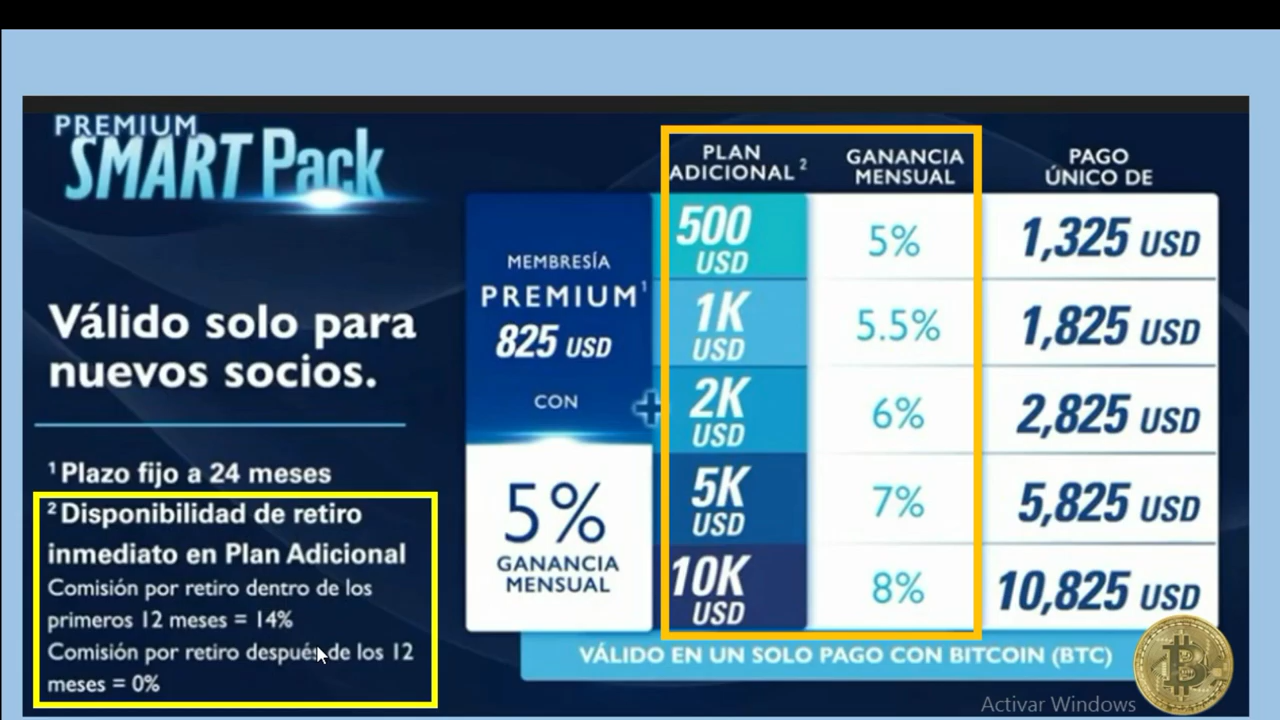 PREMIUM
SMART Pack
Válido solo para
nuevos socios.
¹ Plazo fijo a 24 meses
² Disponibilidad de retiro
inmediato en Plan Adicional
Comisión por retiro dentro de los
primeros 12 meses = 14%
Comisión por retiro después de los 12
meses = 0%
MEMBRESÍA
PREMIUM¹
825 USD
CON
+
5%
GANANCIA
MENSUAL
PLAN
ADICIONAL²
GANANCIA
MENSUAL
PAGO
ÚNICO DE
500
USD
5%
1,325 USD
1K
USD
5.5%
1,825 USD
2K
USD
6%
2,825 USD
5K
USD
7%
5,825 USD
10K
USD
8%
10,825 USD
VÁLIDO EN UN SOLO PAGO CON BITCOIN (BTC)
Activar Windows